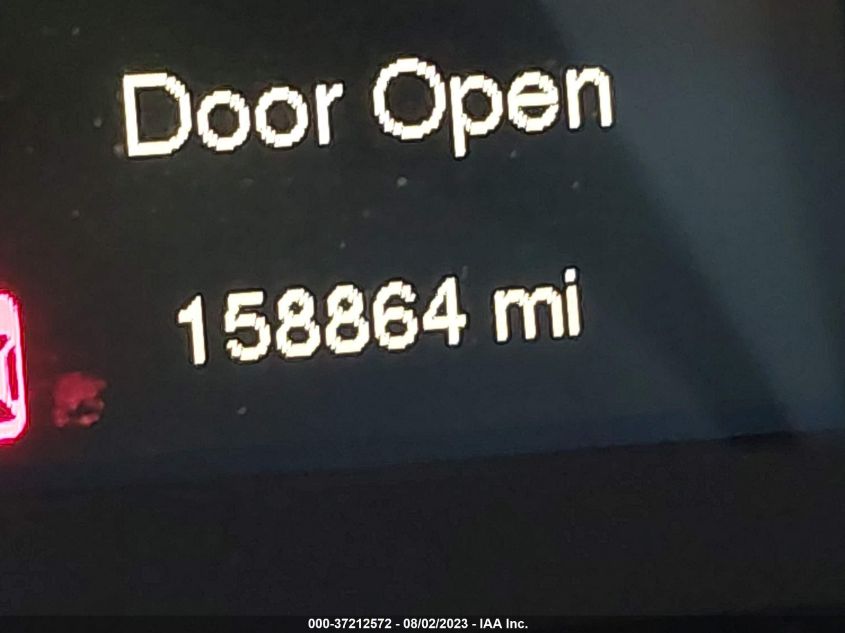 Door Open
158864 mi
000-37212572 - 08/02/2023 - IAA Inc.